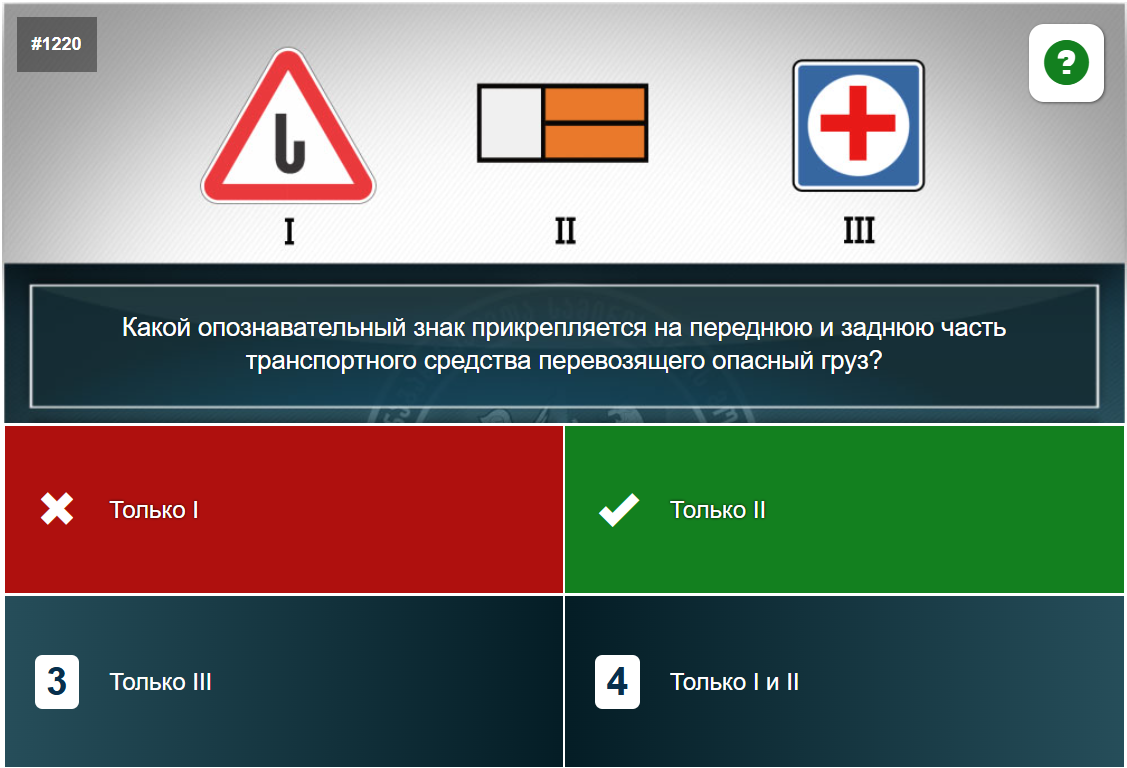 #1220
?
ს
I
II
III
Какой опознавательный знак прикрепляется на переднюю и заднюю часть
транспортного средства перевозящего опасный груз?
Только I
Только II
3
Только III
4
Только I и II